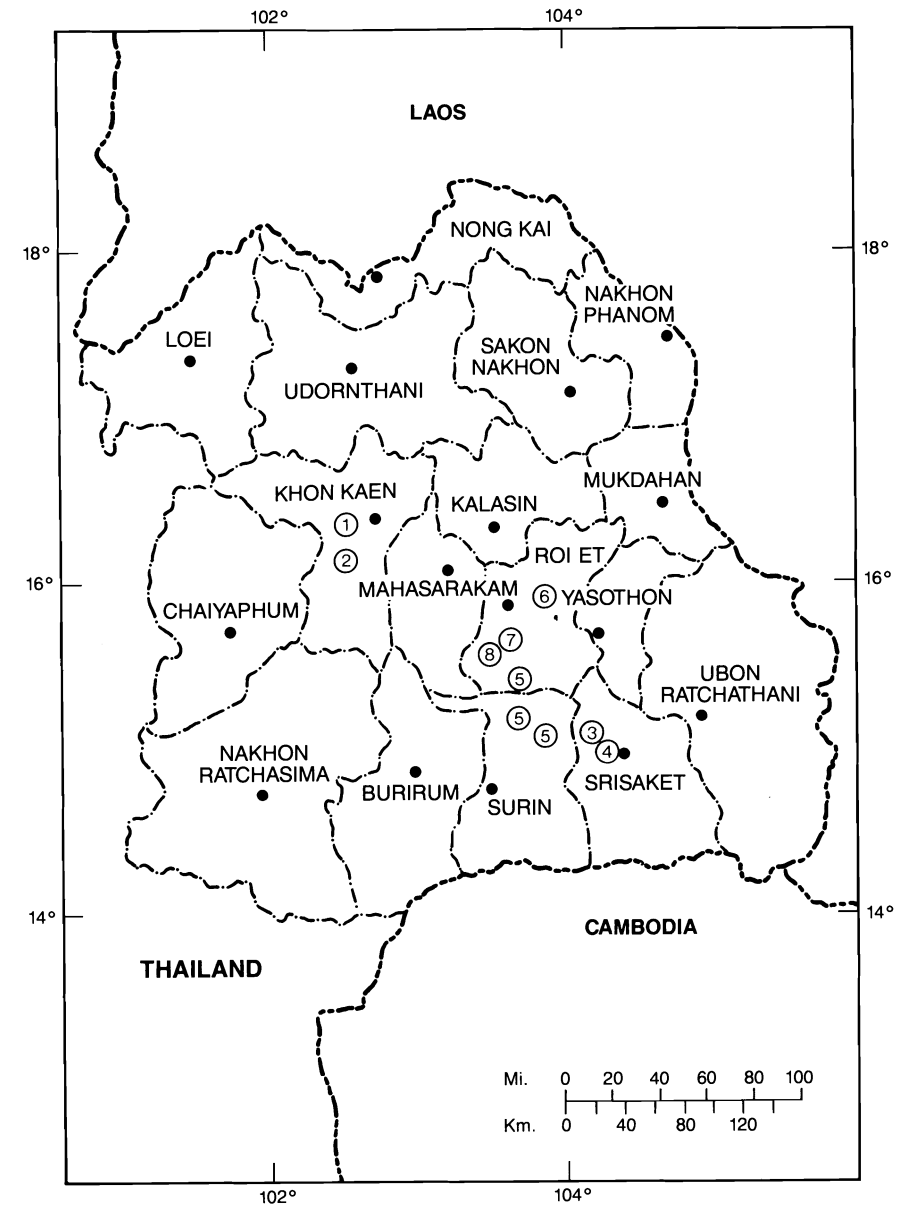 102° 104°
LAOS
NONG KAI
18° 18°
NAKHON
PHANOM
LOEI
SAKON
NAKHON
UDORNTHANI
MUKDAHAN
KHON KAEN
KALASIN
1
ROI ET
2
16° 16°
MAHASARAKAM
6 YASOTHON
CHAIYAPHUM
7
8
UBON
RATCHATHANI
5
5
3
5
4
NAKHON
RATCHASIMA
SRISAKET
BURIRUM
SURIN
14° 14°
CAMBODIA
THAILAND
Mi. 0 20 40 60 80 100
Km. 0 40 80 120
102° 104°